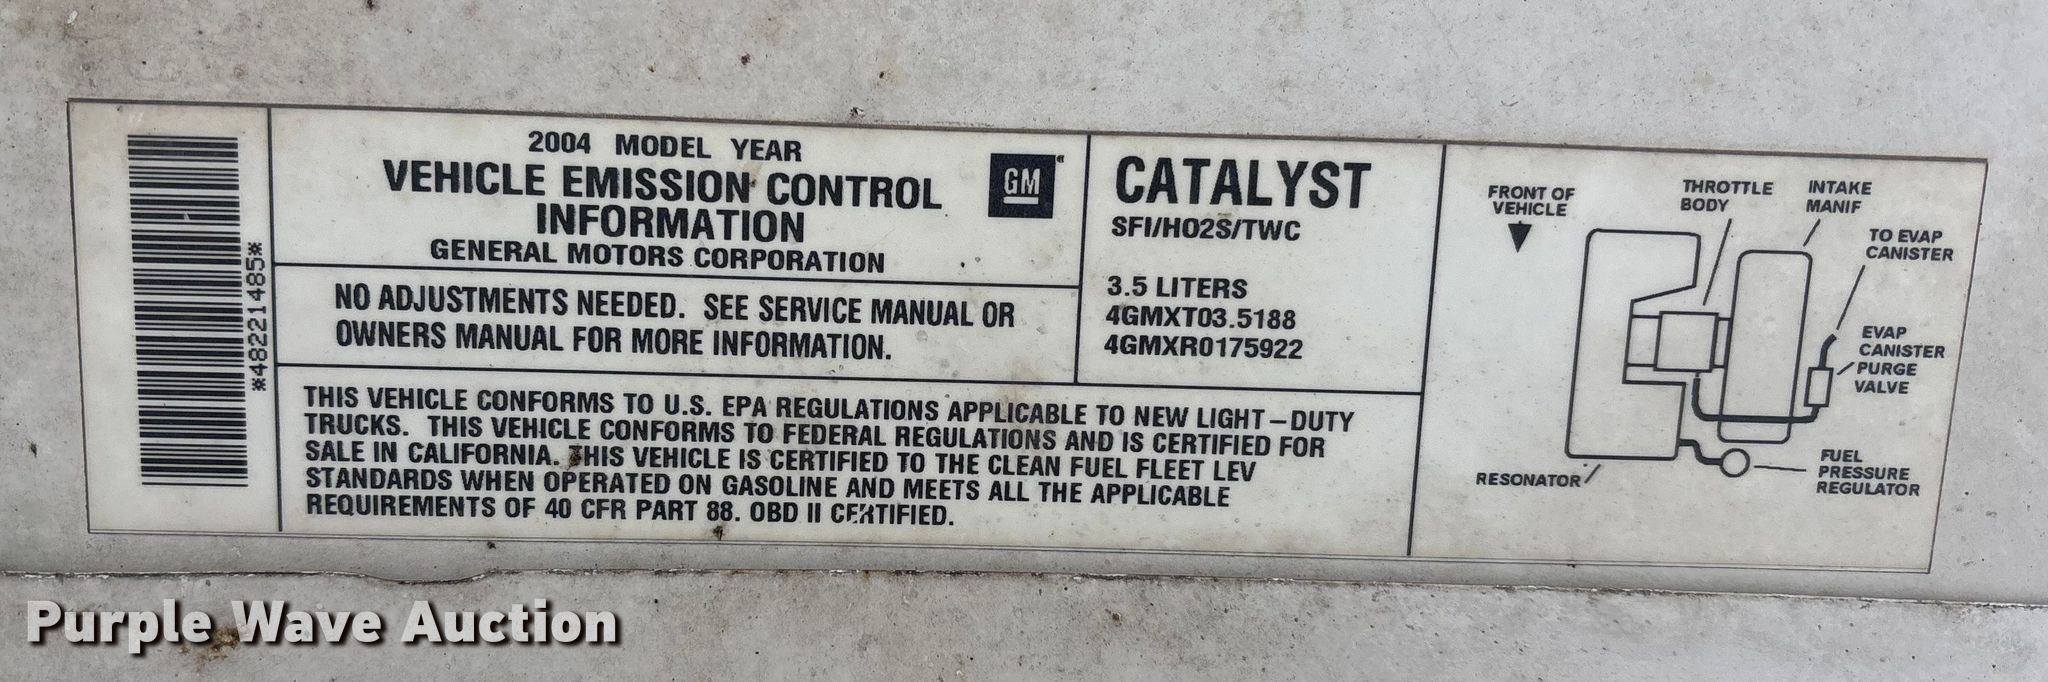 *48221485*
2004 MODEL YEAR
VEHICLE EMISSION CONTROL
INFORMATION
GENERAL MOTORS CORPORATION
GM
NO ADJUSTMENTS NEEDED. SEE SERVICE MANUAL OR
OWNERS MANUAL FOR MORE INFORMATION.
CATALYST
SFI/HO2S/TWC
3.5 LITERS
4GMXT03.5188
4GMXR0175922
THIS VEHICLE CONFORMS TO U.S. EPA REGULATIONS APPLICABLE TO NEW LIGHT-DUTY
TRUCKS. THIS VEHICLE CONFORMS TO FEDERAL REGULATIONS AND IS CERTIFIED FOR
SALE IN CALIFORNIA. THIS VEHICLE IS CERTIFIED TO THE CLEAN FUEL FLEET LEV
STANDARDS WHEN OPERATED ON GASOLINE AND MEETS ALL THE APPLICABLE
REQUIREMENTS OF 40 CFR PART 88. OBD II CERTIFIED.
FRONT OF
VEHICLE
THROTTLE
BODY
INTAKE
MANIF
TO EVAP
CANISTER
EVAP
CANISTER
PURGE
VALVE
FUEL
PRESSURE
REGULATOR
RESONATOR
Purple Wave Auction